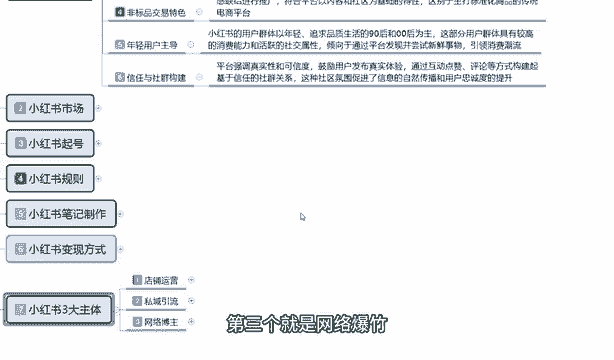 感缺后进行推广，符合平台以内容和社区为基础的特性，区别于主打标准化商品的传统
电商平台
4 非标品交易特色
5 年轻用户主导
小红书的用户群体以年轻、追求品质生活的90后和00后为主，这部分用户群体具有较高
的消费能力和活跃的社交属性，倾向于通过平台发现并尝试新鲜事物，引领消费潮流
6 信任与社群构建
平台强调真实性和可信度，鼓励用户发布真实体验，通过互动点赞、评论等方式构建起
基于信任的社群关系，这种社区氛围促进了信息的自然传播和用户忠诚度的提升
2 小红书市场
3 小红书起号
4 小红书规则
5 小红书笔记制作
6 小红书变现方式
7 小红书3大主体
1 店铺运营
2 私域引流
3 网络博主
第三个就是网络爆竹